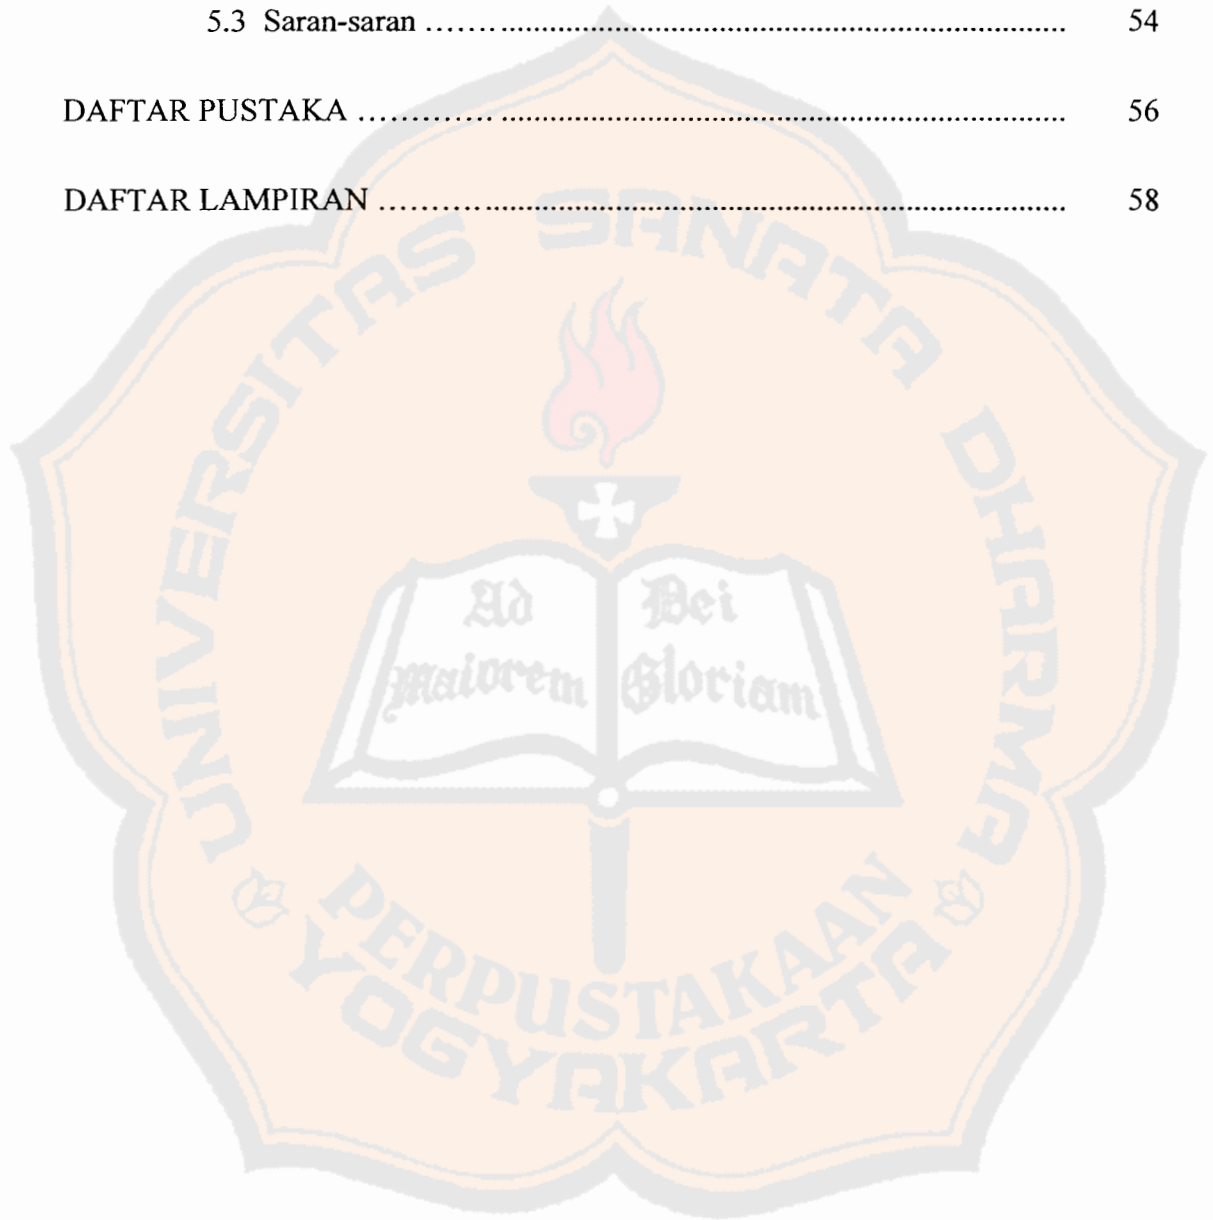 5.3 Saran-saran ........................................................................ 54
DAFTAR PUSTAKA ........................................................................ 56
DAFTAR LAMPIRAN ........................................................................ 58
UNIVERSITAS SANATA DHARMA
Ad Dei
Maiorem Gloriam
PERPUSTAKAAN
YOGYAKARTA